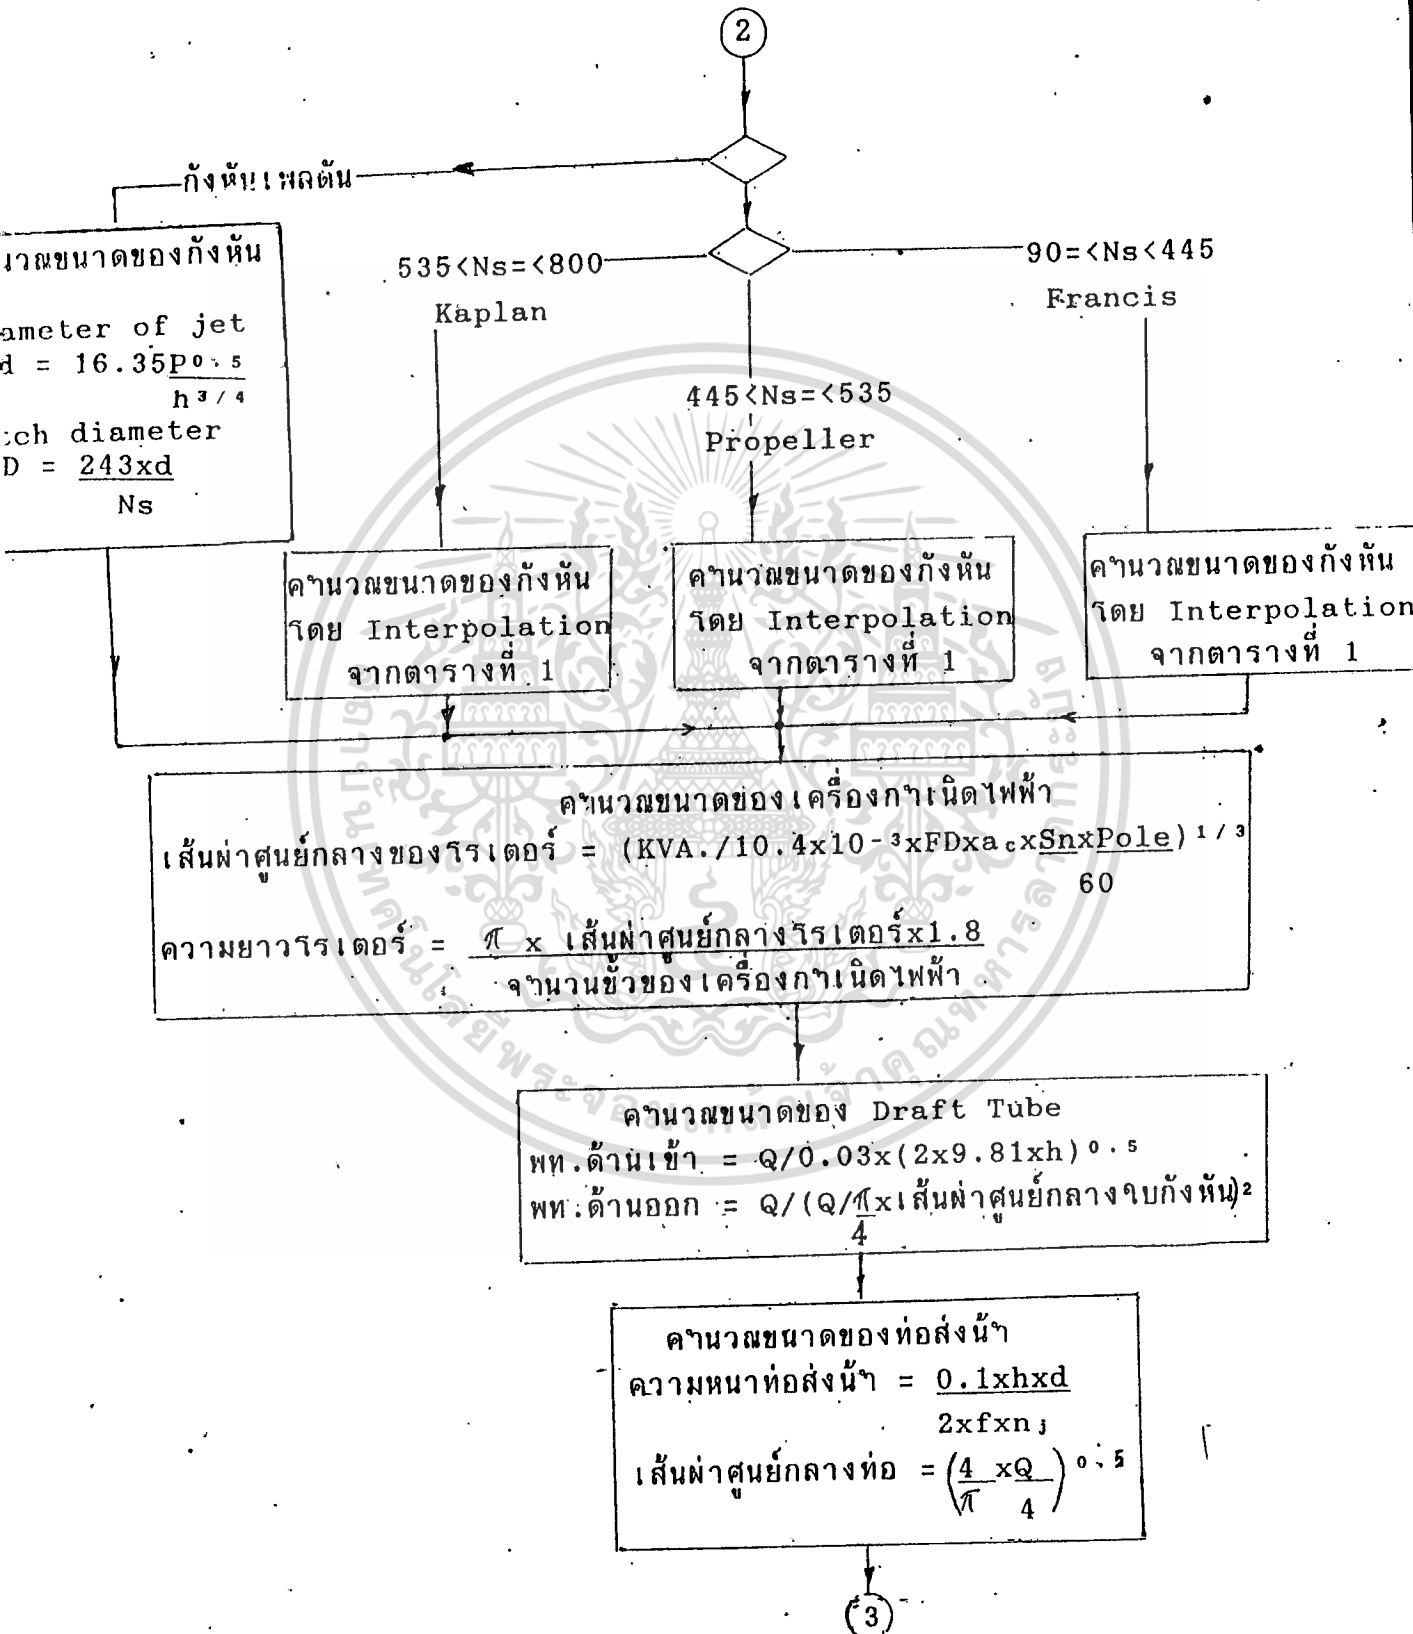 2
กังหันเพลตัน
535<Ns=<800
Kaplan
90=<Ns<445
Francis
445<Ns=<535
Propeller
นวณขนาดของกังหัน
ameter of jet
d = 16.35P0.5
h3/4
ch diameter
D = 243xd
Ns
คำนวณขนาดของกังหัน
โดย Interpolation
จากตารางที่ 1
คำนวณขนาดของกังหัน
โดย Interpolation
จากตารางที่ 1
คำนวณขนาดของกังหัน
โดย Interpolation
จากตารางที่ 1
คำนวณขนาดของเครื่องกำเนิดไฟฟ้า
เส้นผ่าศูนย์กลางของโรเตอร์ = (KVA./10.4x10-3xFDxacxSnxPole)1/3
60
ความยาวโรเตอร์ = π x เส้นผ่าศูนย์กลางโรเตอร์x1.8
จำนวนขั้วของเครื่องกำเนิดไฟฟ้า
คำนวณขนาดของ Draft Tube
พท.ด้านเข้า = Q/0.03x(2x9.81xh)0.5
พท.ด้านออก = Q/(Q/πxเส้นผ่าศูนย์กลางใบกังหัน)2
4
คำนวณขนาดของท่อส่งน้ำ
ความหนาท่อส่งน้ำ = 0.1xhxd
2xfxnj
เส้นผ่าศูนย์กลางท่อ = (4 xQ )0.5
π 4
3